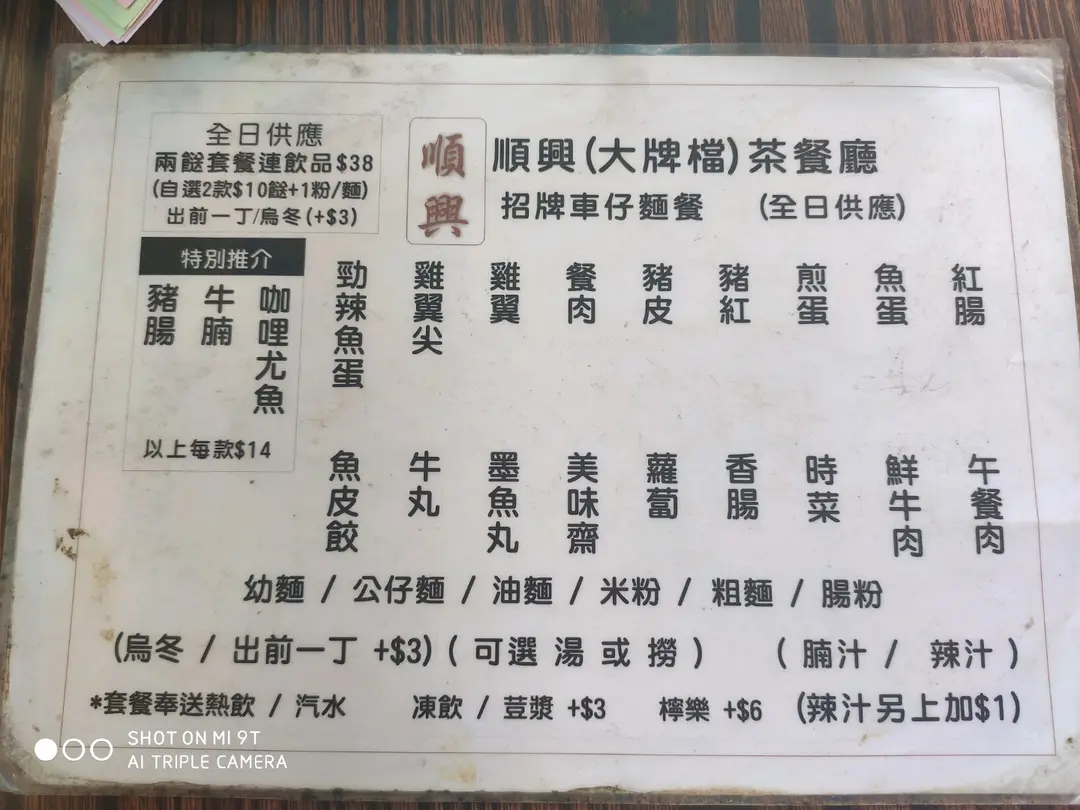 全日供應
兩餸套餐連飲品$38
(自選2款$10餸+1粉/麵)
出前一丁/烏冬(+$3)
順興
順興(大牌檔)茶餐廳
招牌車仔麵餐 (全日供應)
特別推介
豬腸 牛腩 咖哩尤魚
以上每款$14
勁辣魚蛋 雞翼尖 雞翼 餐肉 豬皮 豬紅 煎蛋 魚蛋 紅腸
魚皮餃 牛丸 墨魚丸 美味齋 蘿蔔 香腸 時菜 鮮牛肉 午餐肉
幼麵 / 公仔麵 / 油麵 / 米粉 / 粗麵 / 腸粉
(烏冬 / 出前一丁 +$3) ( 可選 湯 或 撈 ) ( 腩汁 / 辣汁 )
*套餐奉送熱飲 / 汽水 凍飲 / 荳漿 +$3 檸樂 +$6 (辣汁另上加$1)
SHOT ON MI 9T
AI TRIPLE CAMERA